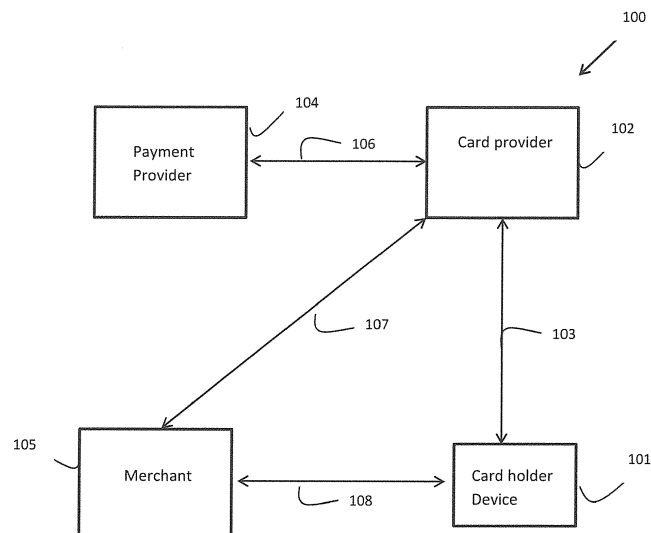 100
104
Payment
Provider
106
Card provider
102
107
103
105
Merchant
108
Card holder
Device
101